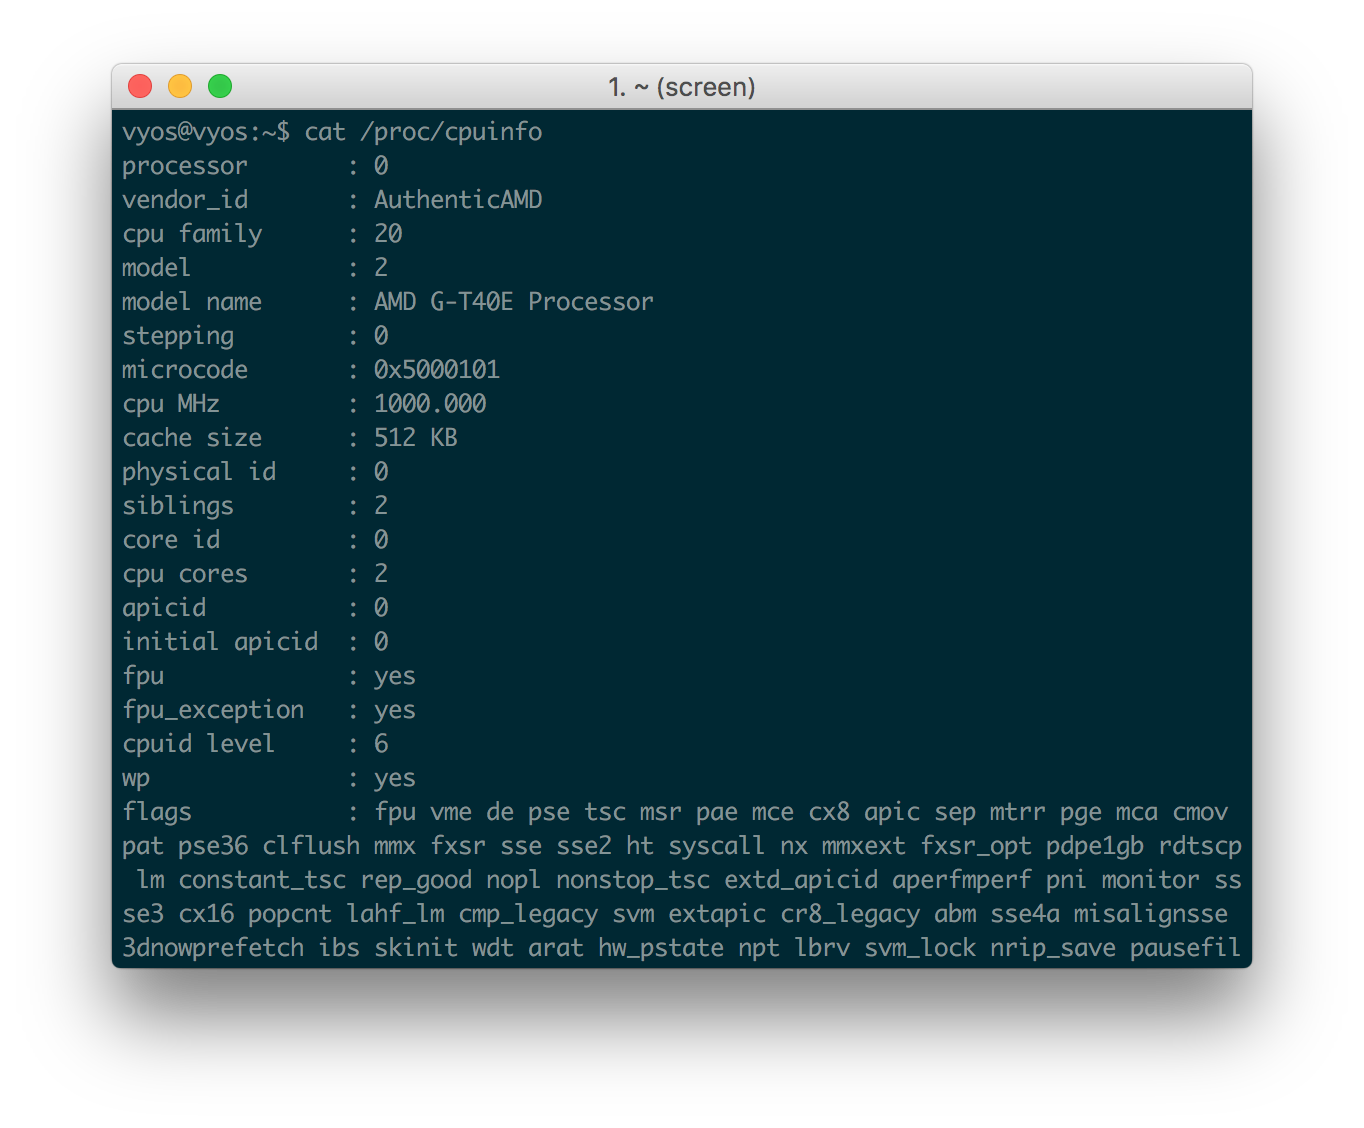 1. ~ (screen)
vyos@vyos:~$ cat /proc/cpuinfo
processor       : 0
vendor_id       : AuthenticAMD
cpu family      : 20
model           : 2
model name      : AMD G-T40E Processor
stepping        : 0
microcode       : 0x5000101
cpu MHz         : 1000.000
cache size      : 512 KB
physical id     : 0
siblings        : 2
core id         : 0
cpu cores       : 2
apicid          : 0
initial apicid  : 0
fpu             : yes
fpu_exception   : yes
cpuid level     : 6
wp              : yes
flags           : fpu vme de pse tsc msr pae mce cx8 apic sep mtrr pge mca cmov
pat pse36 clflush mmx fxsr sse sse2 ht syscall nx mmxext fxsr_opt pdpe1gb rdtscp
 lm constant_tsc rep_good nopl nonstop_tsc extd_apicid aperfmperf pni monitor ss
se3 cx16 popcnt lahf_lm cmp_legacy svm extapic cr8_legacy abm sse4a misalignsse
3dnowprefetch ibs skinit wdt arat hw_pstate npt lbrv svm_lock nrip_save pausefil